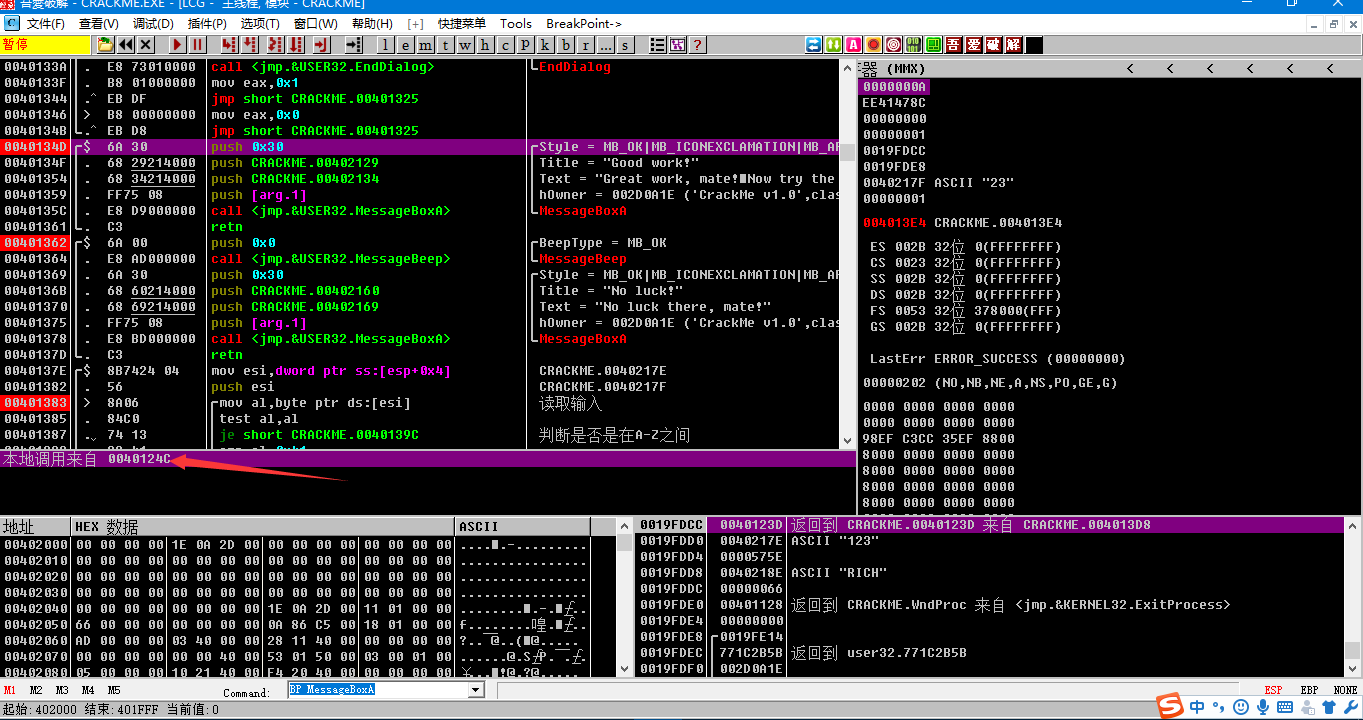 吾爱破解 - CRACKME.EXE - [LCG - 主线程, 模块 - CRACKME]
文件(F) 查看(V) 调试(D) 插件(P) 选项(T) 窗口(W) 帮助(H) [+] 快捷菜单 Tools BreakPoint->
暂停 l e m t w h c p k b r ... s ? 吾 爱 破 解
0040133A . E8 73010000 call <jmp.&USER32.EndDialog> EndDialog
0040133F . B8 01000000 mov eax,0x1
00401344 .^ EB DF jmp short CRACKME.00401325
00401346 > B8 00000000 mov eax,0x0
0040134B .^ EB D8 jmp short CRACKME.00401325
0040134D $ 6A 30 push 0x30 Style = MB_OK|MB_ICONEXCLAMATION|MB_AP
0040134F . 68 29214000 push CRACKME.00402129 Title = "Good work!"
00401354 . 68 34214000 push CRACKME.00402134 Text = "Great work, mate!■Now try the
00401359 . FF75 08 push [arg.1] hOwner = 002D0A1E ('CrackMe v1.0',clas
0040135C . E8 D9000000 call <jmp.&USER32.MessageBoxA> MessageBoxA
00401361 . C3 retn
00401362 $ 6A 00 push 0x0 BeepType = MB_OK
00401364 . E8 AD000000 call <jmp.&USER32.MessageBeep> MessageBeep
00401369 . 6A 30 push 0x30 Style = MB_OK|MB_ICONEXCLAMATION|MB_AP
0040136B . 68 60214000 push CRACKME.00402160 Title = "No luck!"
00401370 . 68 69214000 push CRACKME.00402169 Text = "No luck there, mate!"
00401375 . FF75 08 push [arg.1] hOwner = 002D0A1E ('CrackMe v1.0',clas
00401378 . E8 BD000000 call <jmp.&USER32.MessageBoxA> MessageBoxA
0040137D . C3 retn
0040137E $ 8B7424 04 mov esi,dword ptr ss:[esp+0x4] CRACKME.0040217E
00401382 . 56 push esi CRACKME.0040217F
00401383 > 8A06 mov al,byte ptr ds:[esi] 读取输入
00401385 . 84C0 test al,al
00401387 .v 74 13 je short CRACKME.0040139C 判断是否是在A-Z之间
本地调用来自 0040124C
器 (MMX) < < < < < <
0000000A
EE41478C
00000000
00000001
0019FDCC
0019FDE8
0040217F ASCII "23"
00000001
004013E4 CRACKME.004013E4
ES 002B 32位 0(FFFFFFFF)
CS 0023 32位 0(FFFFFFFF)
SS 002B 32位 0(FFFFFFFF)
DS 002B 32位 0(FFFFFFFF)
FS 0053 32位 378000(FFF)
GS 002B 32位 0(FFFFFFFF)
LastErr ERROR_SUCCESS (00000000)
00000202 (NO,NB,NE,A,NS,PO,GE,G)
0000 0000 0000 0000
0000 0000 0000 0000
98EF C3CC 35EF 8800
8000 0000 0000 0000
8000 0000 0000 0000
8000 0000 0000 0000
8000 0000 0000 0000
地址 HEX 数据 ASCII
00402000 00 00 00 00 1E 0A 2D 00 00 00 00 00 00 00 00 00 ....■.-.........
00402010 00 00 00 00 00 00 00 00 00 00 00 00 00 00 00 00 ................
00402020 00 00 00 00 00 00 00 00 00 00 00 00 00 00 00 00 ................
00402030 00 00 00 00 00 00 00 00 00 00 00 00 00 00 00 00 ................
00402040 00 00 00 00 00 00 00 00 1E 0A 2D 00 11 01 00 00
00402050 66 00 00 00 00 00 00 00 0A 86 C5 00 18 01 00 00
00402060 AD 00 00 00 03 40 00 00 28 11 40 00 00 00 00 00
00402070 00 00 00 00 00 00 40 00 53 01 50 00 03 00 01 00
00402080 05 00 00 00 10 21 40 00 F4 20 40 00 00 00 00 00
0019FDCC 0040123D 返回到 CRACKME.0040123D 来自 CRACKME.004013D8
0019FDD0 0040217E ASCII "123"
0019FDD4 0000575E
0019FDD8 0040218E ASCII "RICH"
0019FDDC 00000066
0019FDE0 00401128 返回到 CRACKME.WndProc 来自 <jmp.&KERNEL32.ExitProcess>
0019FDE4 00000000
0019FDE8 0019FE14
0019FDEC 771C2B5B 返回到 user32.771C2B5B
0019FDF0 002D0A1E
M1 M2 M3 M4 M5 Command: BP MessageBoxA ESP EBP NONE
起始:402000 结束:401FFF 当前值:0 中